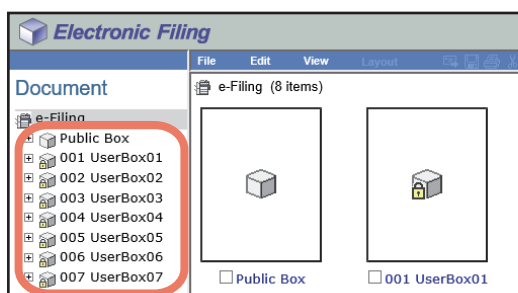 Electronic Filing
File Edit View Layout
Document
e-Filing (8 items)
e-Filing
Public Box
001 UserBox01
002 UserBox02
003 UserBox03
004 UserBox04
005 UserBox05
006 UserBox06
007 UserBox07
Public Box
001 UserBox01